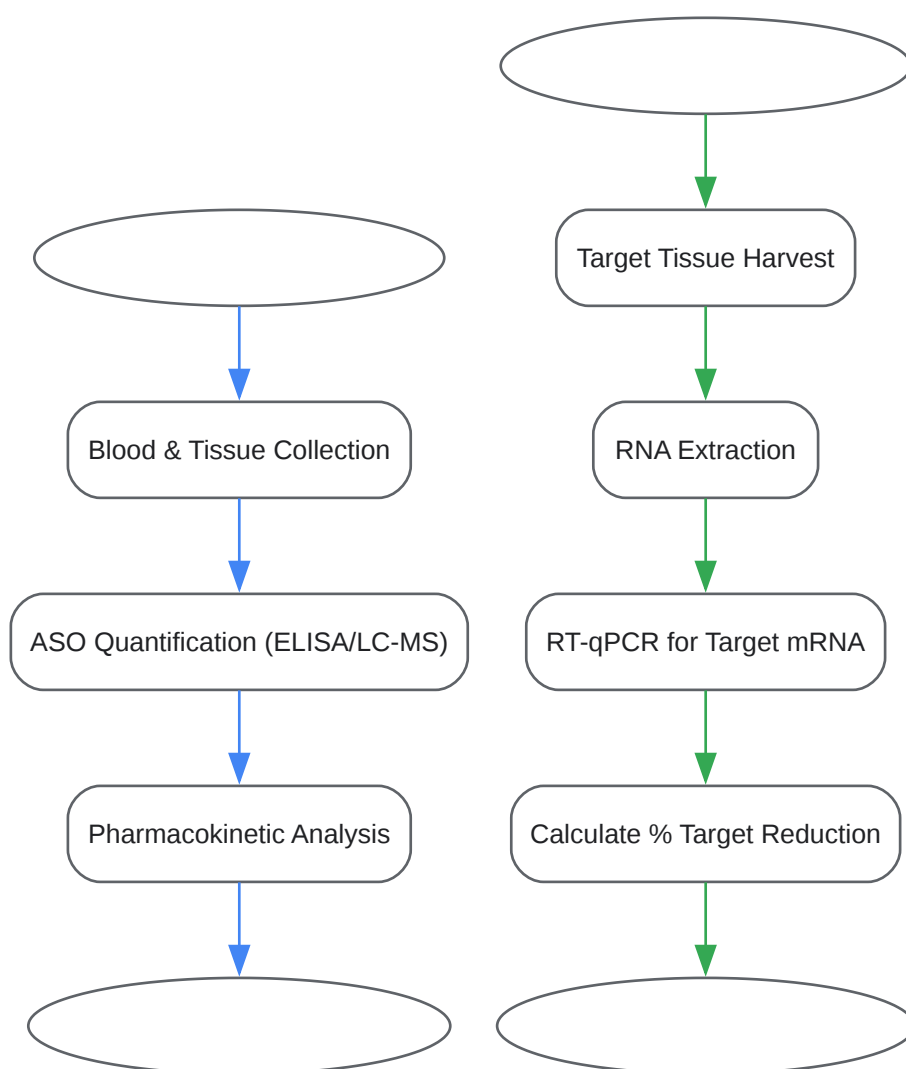 Blood & Tissue Collection
ASO Quantification (ELISA/LC-MS)
Pharmacokinetic Analysis
Target Tissue Harvest
RNA Extraction
RT-qPCR for Target mRNA
Calculate % Target Reduction